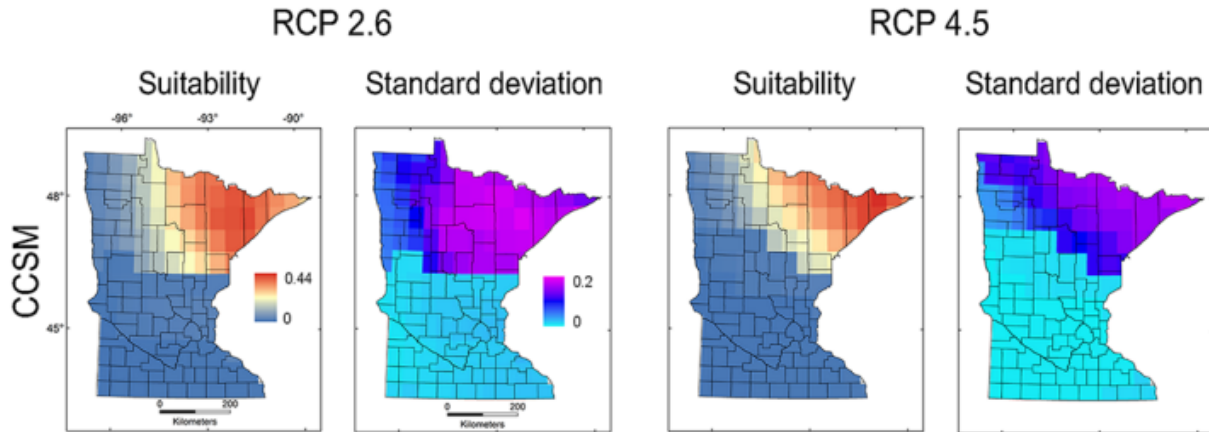 RCP 2.6
RCP 4.5
Suitability
Standard deviation
Suitability
Standard deviation
-96° -93° -90°
48°
45°
CCSM
0.44
0
0.2
0
0 200
Kilometers
0 200
Kilometers